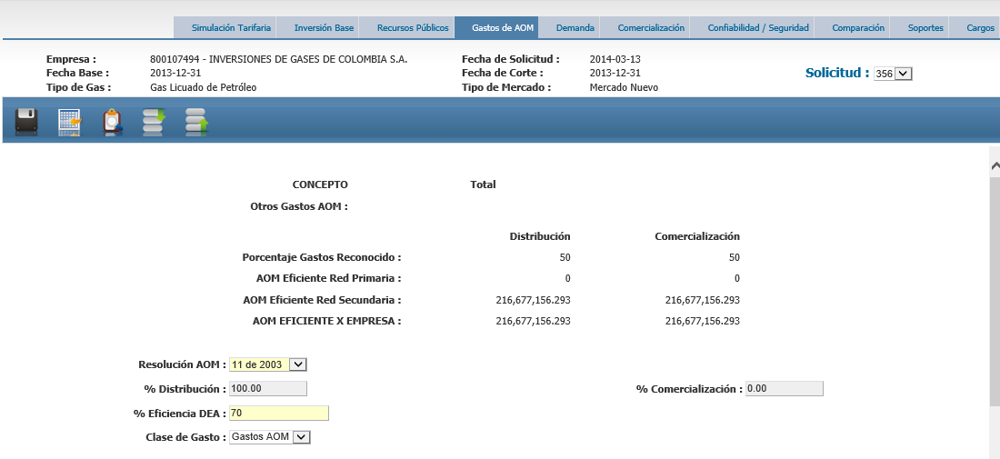 Simulación Tarifaria Inversión Base Recursos Públicos Gastos de AOM Demanda Comercialización Confiabilidad / Seguridad Comparación Soportes Cargos
Empresa : 800107494 - INVERSIONES DE GASES DE COLOMBIA S.A. Fecha de Solicitud : 2014-03-13
Fecha Base : 2013-12-31 Fecha de Corte : 2013-12-31 Solicitud : 356
Tipo de Gas : Gas Licuado de Petróleo Tipo de Mercado : Mercado Nuevo
CONCEPTO Total
Otros Gastos AOM :
Distribución Comercialización
Porcentaje Gastos Reconocido : 50 50
AOM Eficiente Red Primaria : 0 0
AOM Eficiente Red Secundaria : 216,677,156.293 216,677,156.293
AOM EFICIENTE X EMPRESA : 216,677,156.293 216,677,156.293
Resolución AOM : 11 de 2003
% Distribución : 100.00 % Comercialización : 0.00
% Eficiencia DEA : 70
Clase de Gasto : Gastos AOM